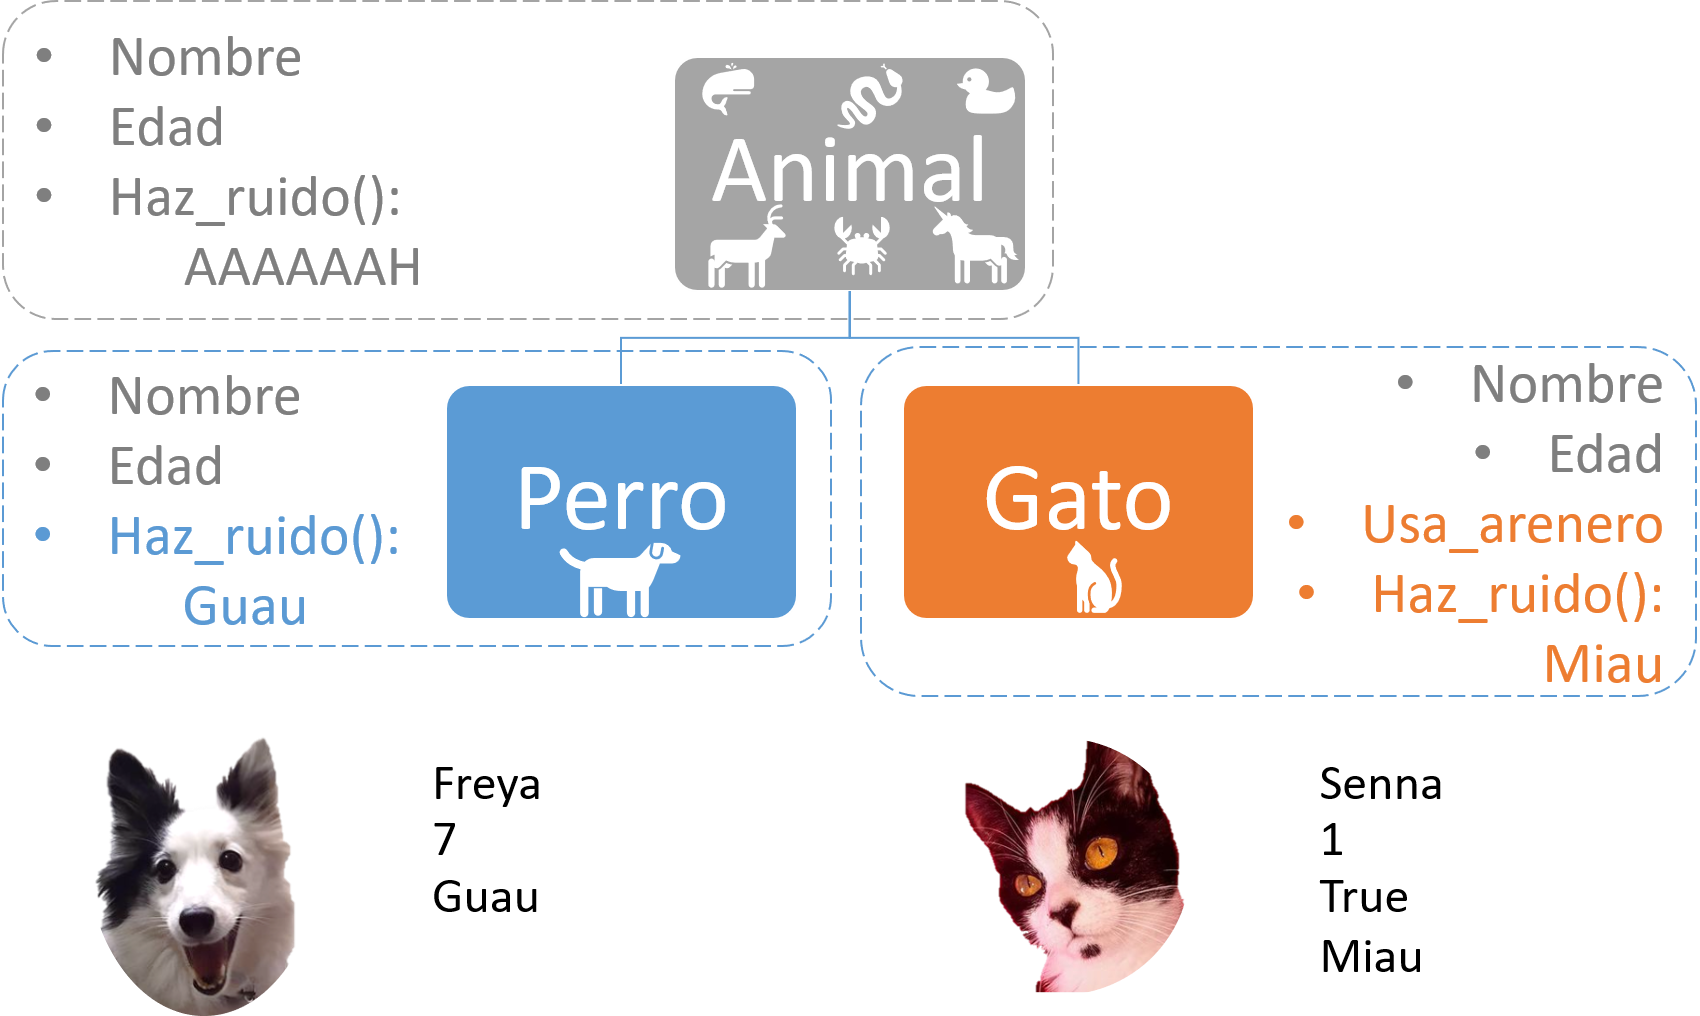 • Nombre
• Edad
• Haz_ruido():
AAAAAAH
Animal
• Nombre
• Edad
• Haz_ruido():
Guau
Perro
Gato
• Nombre
• Edad
• Usa_arenero
• Haz_ruido():
Miau
Freya
7
Guau
Senna
1
True
Miau